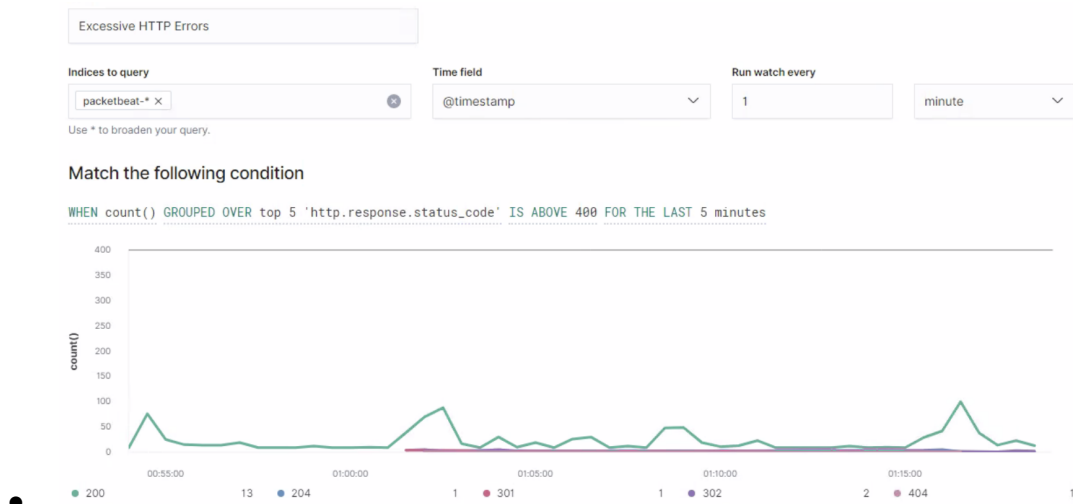 Excessive HTTP Errors
Indices to query Time field Run watch every
packetbeat-* × @timestamp 1 minute
Use * to broaden your query.
Match the following condition
WHEN count() GROUPED OVER top 5 'http.response.status_code' IS ABOVE 400 FOR THE LAST 5 minutes
400
350
300
250
200
150
100
50
0
count()
00:55:00 01:00:00 01:05:00 01:10:00 01:15:00
200 13 204 1 301 1 302 2 404